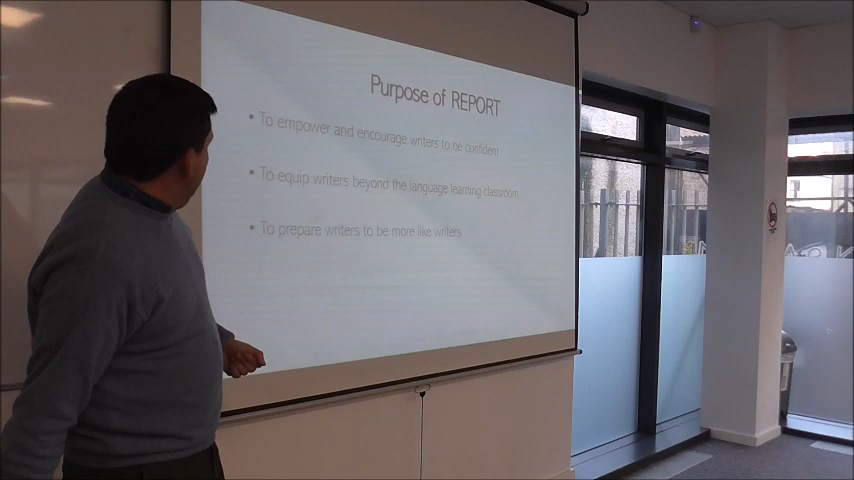 Purpose of REPORT
• To empower and encourage writers to be confident
• To equip writers beyond the language learning classroom
• To prepare writers to be more like writers